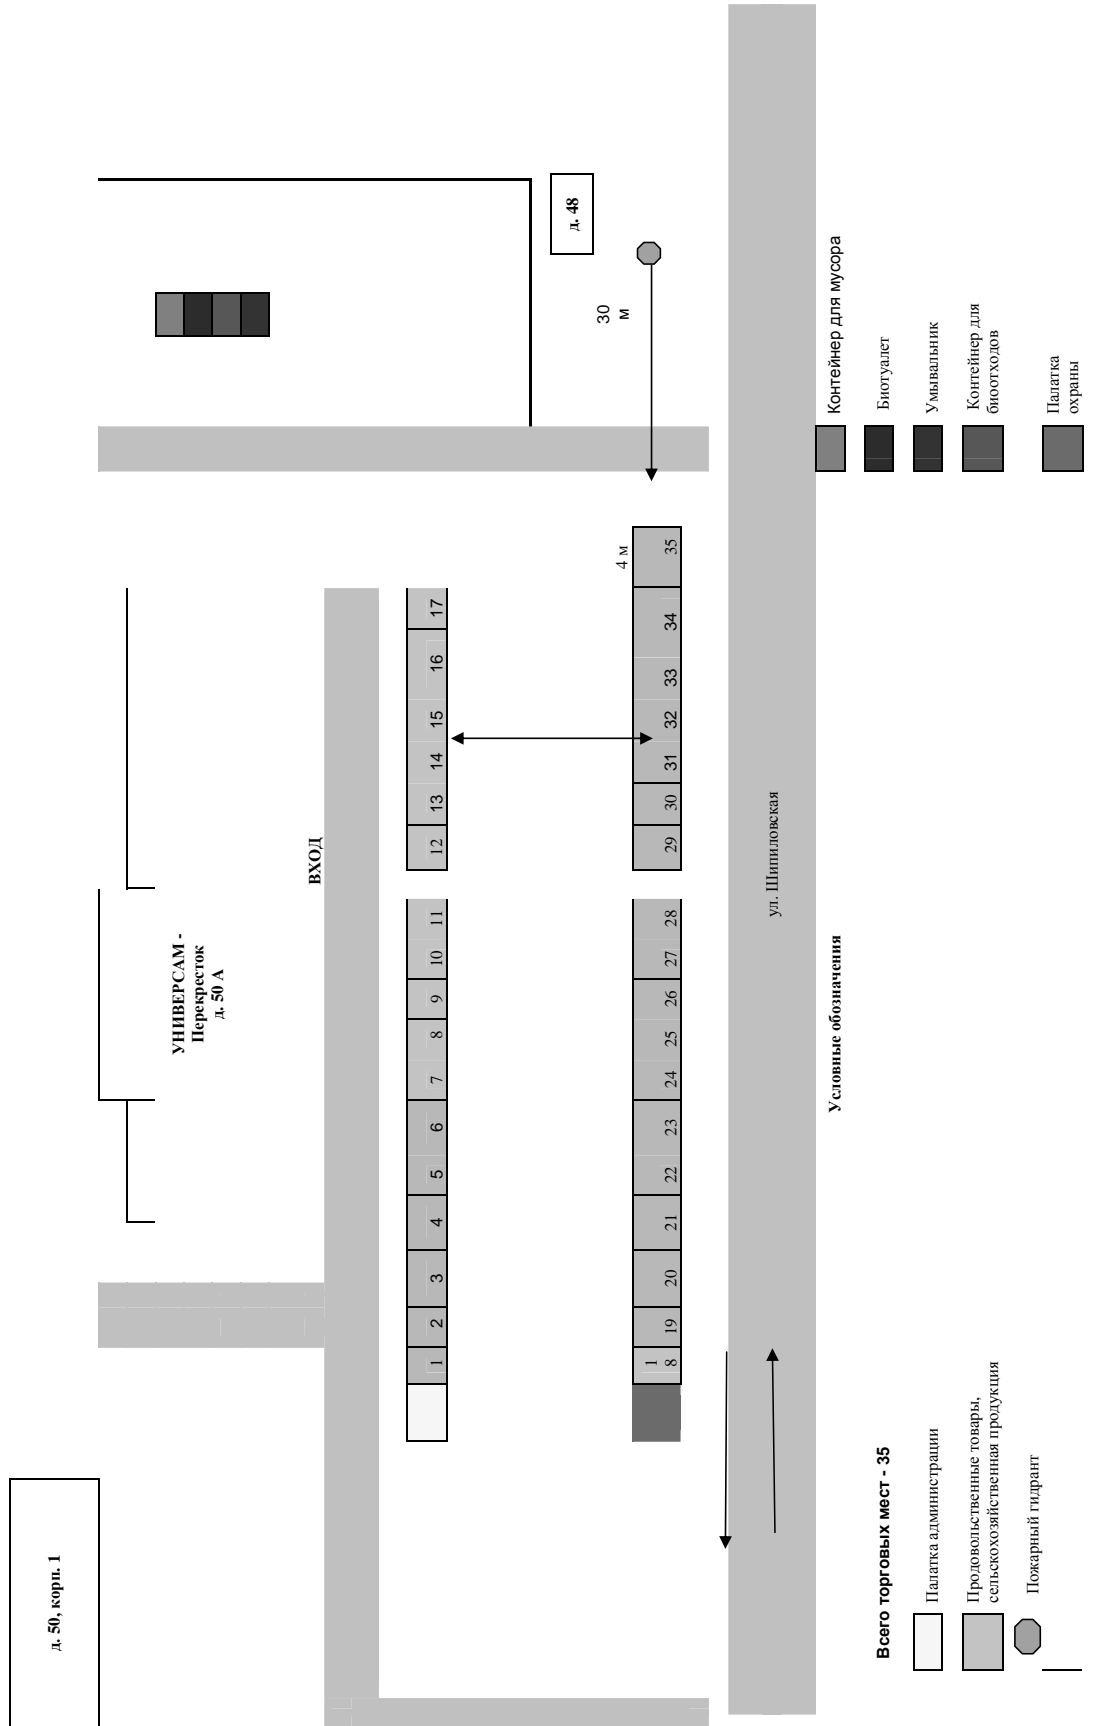 д. 50, корп. 1
УНИВЕРСАМ -
Перекресток
д. 50 А
ВХОД
д. 48
30
м
4 м
1 2 3 4 5 6 7 8 9 10 11 12 13 14 15 16 17
1
8 19 20 21 22 23 24 25 26 27 28 29 30 31 32 33 34 35
ул. Шипиловская
Условные обозначения
Всего торговых мест - 35
Палатка администрации
Продовольственные товары,
сельскохозяйственная продукция
Пожарный гидрант
Контейнер для мусора
Биотуалет
Умывальник
Контейнер для
биоотходов
Палатка
охраны